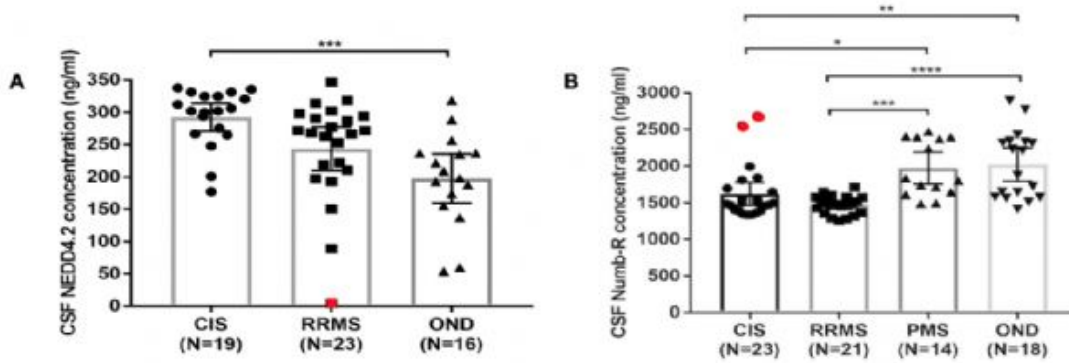 A
CSF NEDD4.2 concentration (ng/ml)
***
350
300
250
200
150
100
50
0
CIS
(N=19)
RRMS
(N=23)
OND
(N=16)
B
CSF Numb-R concentration (ng/ml)
**
*
****
***
2500
2000
1500
1000
500
0
CIS
(N=23)
RRMS
(N=21)
PMS
(N=14)
OND
(N=18)